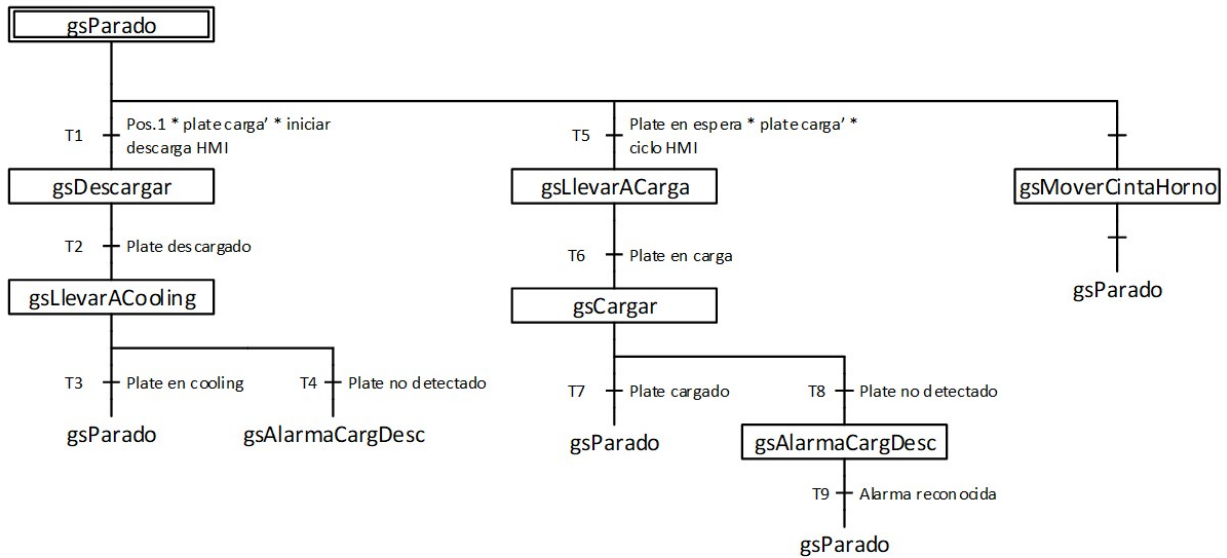 gsParado
T1
Pos.1 * plate carga' * iniciar
descarga HMI
T5
Plate en espera * plate carga' *
ciclo HMI
gsDescargar
gsLlevarACarga
gsMoverCintaHorno
T2
Plate descargado
T6
Plate en carga
gsParado
gsLlevarACooling
gsCargar
T3
Plate en cooling
T4
Plate no detectado
T7
Plate cargado
T8
Plate no detectado
gsParado
gsAlarmaCargDesc
gsParado
gsAlarmaCargDesc
T9
Alarma reconocida
gsParado